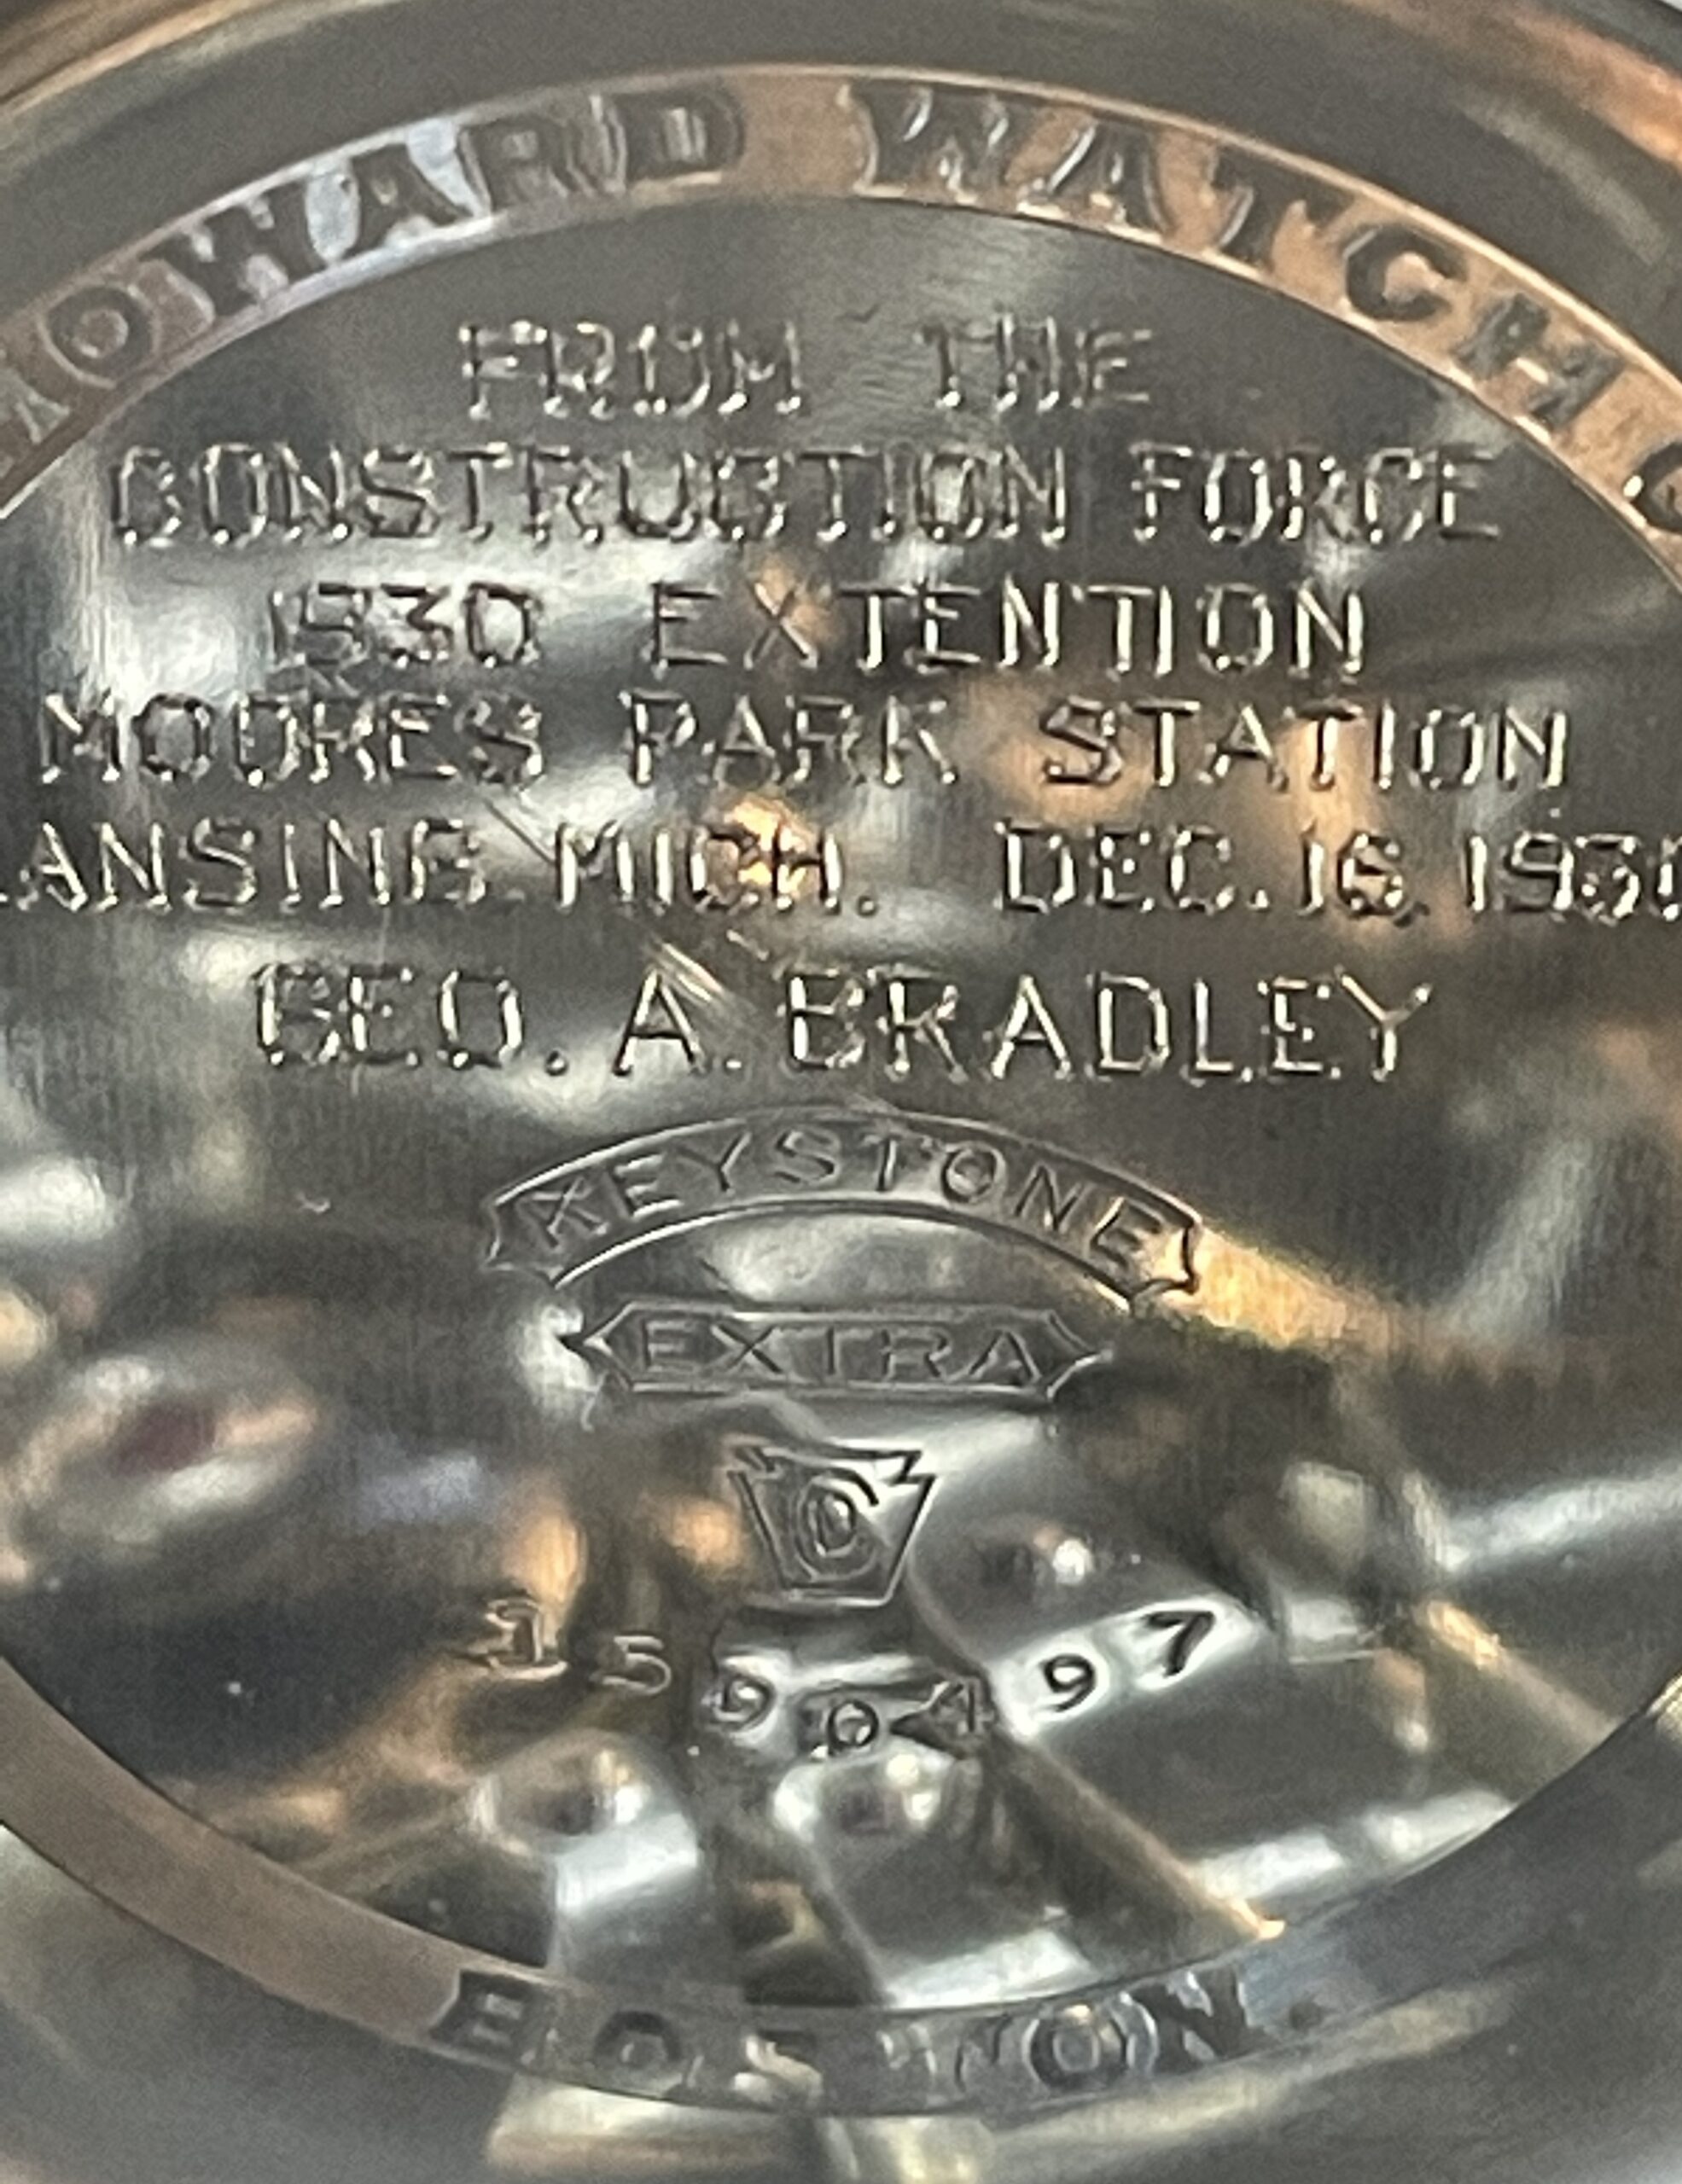 HOWARD WATCH
FROM THE
CONSTRUCTION FORCE
1930 EXTENTION
MOORES PARK STATION
LANSING MICH. DEC. 16, 1930
GEO. A. BRADLEY
KEYSTONE
EXTRA
1590497
BOSTON.